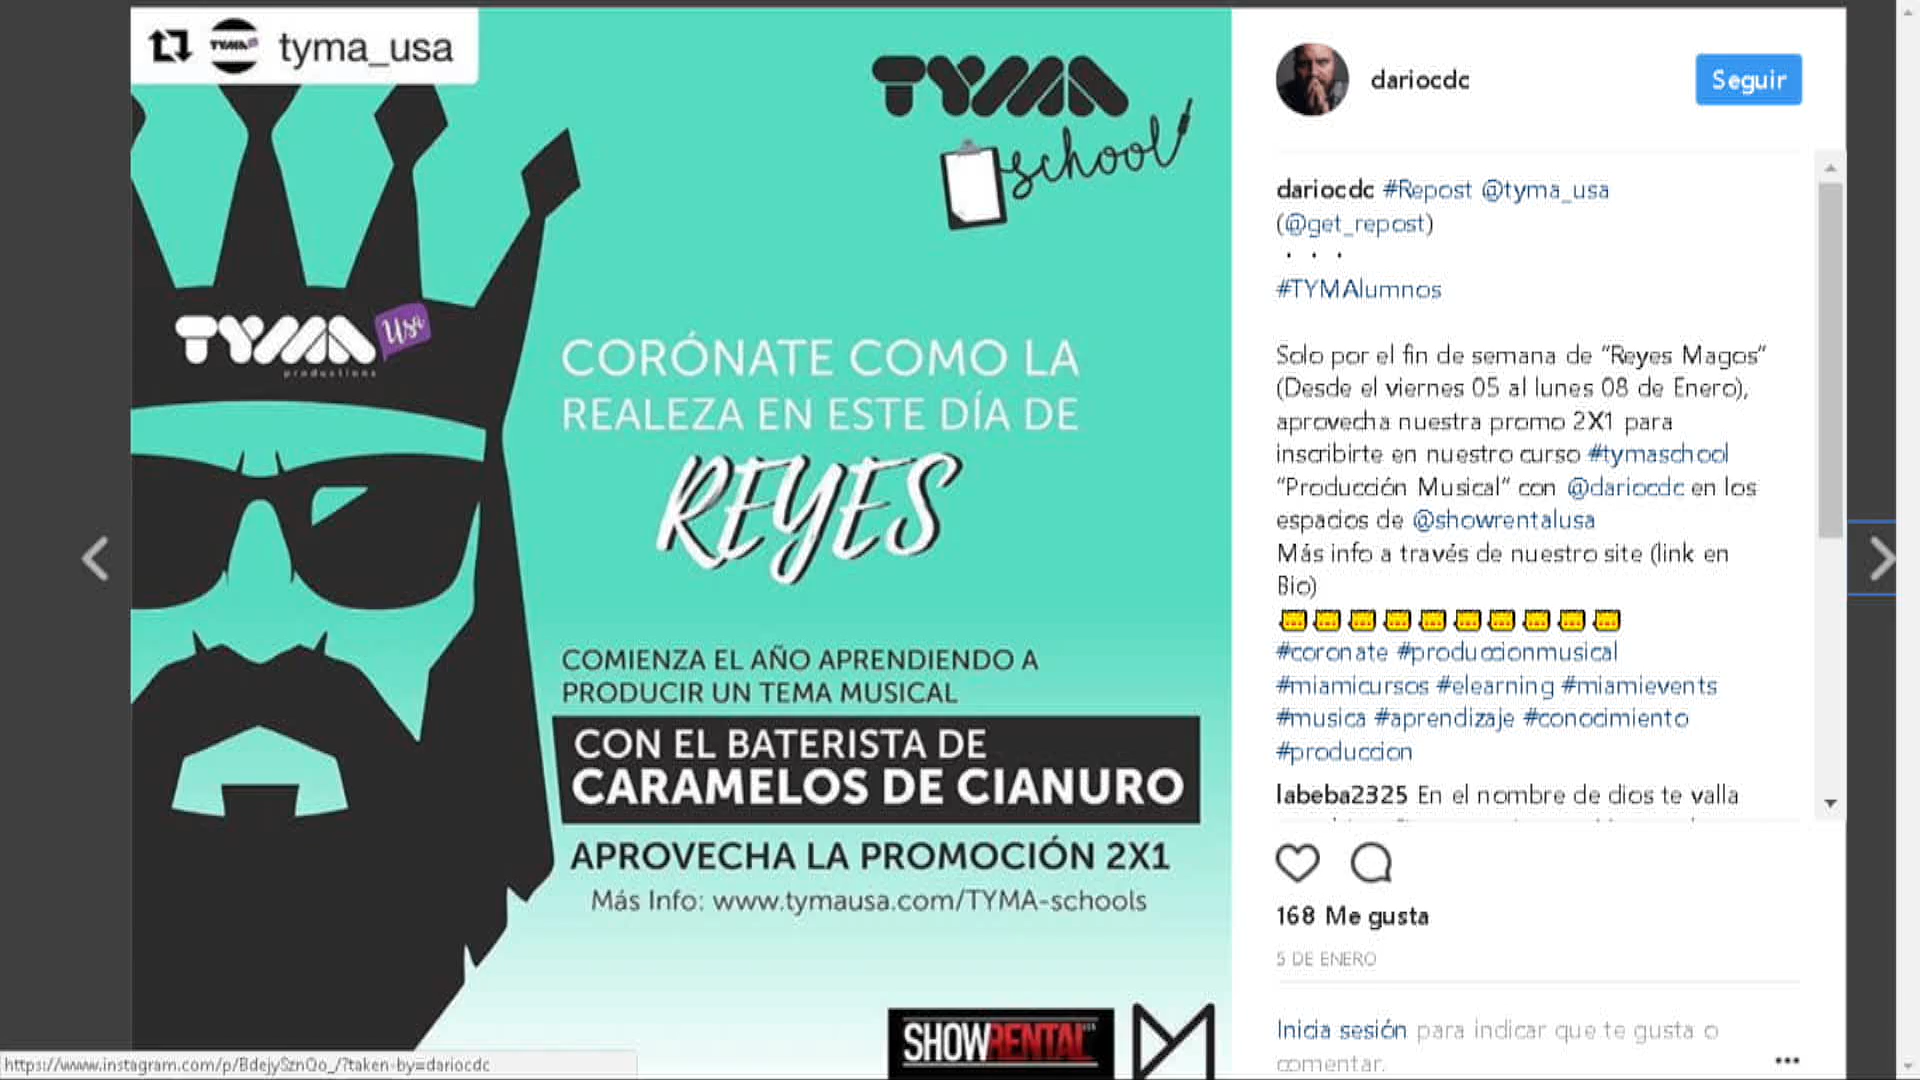 tyma_usa
TYMA
school
TYMA Usa
productions
CORÓNATE COMO LA
REALEZA EN ESTE DÍA DE
REYES
COMIENZA EL AÑO APRENDIENDO A
PRODUCIR UN TEMA MUSICAL
CON EL BATERISTA DE
CARAMELOS DE CIANURO
APROVECHA LA PROMOCIÓN 2X1
Más Info: www.tymausa.com/TYMA-schools
SHOWRENTAL
https://www.instagram.com/p/BdejySznQo_/?taken-by=dariocdc
dariocdc
Seguir
dariocdc #Repost @tyma_usa
(@get_repost)
・・・
#TYMAlumnos
Solo por el fin de semana de “Reyes Magos”
(Desde el viernes 05 al lunes 08 de Enero),
aprovecha nuestra promo 2X1 para
inscribirte en nuestro curso #tymaschool
“Producción Musical” con @dariocdc en los
espacios de @showrentalusa
Más info a través de nuestro site (link en
Bio)
#coronate #produccionmusical
#miamicursos #elearning #miamievents
#musica #aprendizaje #conocimiento
#produccion
labeba2325 En el nombre de dios te valla
168 Me gusta
5 DE ENERO
Inicia sesión para indicar que te gusta o
comentar.